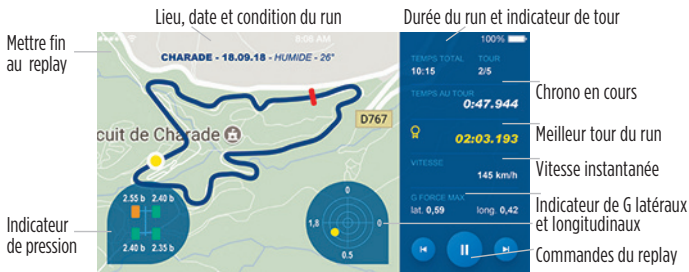 Lieu, date et condition du run
Durée du run et indicateur de tour
Mettre fin
au replay
8:08 AM
100%
CHARADE - 18.09.18 - HUMIDE - 26°
TEMPS TOTAL
TOUR
10:15
2/5
TEMPS AU TOUR
0:47.944
Chrono en cours
D767
cuit de Charade
02:03.193
Meilleur tour du run
VITESSE
145 km/h
Vitesse instantanée
G FORCE MAX
lat. 0,59
long. 0,42
Indicateur de G latéraux
et longitudinaux
2.55 b
2,40 b
2.40 b
2.35 b
0
1,8
0
0.5
Indicateur
de pression
Commandes du replay